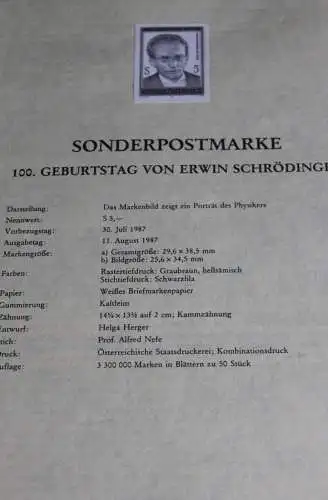 S 5
SONDERPOSTMARKE
100. GEBURTSTAG VON ERWIN SCHRÖDINGE
Darstellung: Das Markenbild zeigt ein Porträt des Physikers
Nennwert: S 5,—
Vorbezugstag: 30. Juli 1987
Ausgabetag: 11. August 1987
Markengröße: a) Gesamtgröße: 29,6 × 38,5 mm
b) Bildgröße: 25,6 × 34,5 mm
Farben: Rastertiefdruck: Graubraun, hellsämisch
Stichtiefdruck: Schwarzlila
Papier: Weißes Briefmarkenpapier
Gummierung: Kaltleim
Zähnung: 14¼ × 13¾ auf 2 cm; Kammzähnung
Entwurf: Helga Herger
tich: Prof. Alfred Nefe
Druck: Österreichische Staatsdruckerei; Kombinationsdruck
uflage: 3 300 000 Marken in Blättern zu 50 Stück